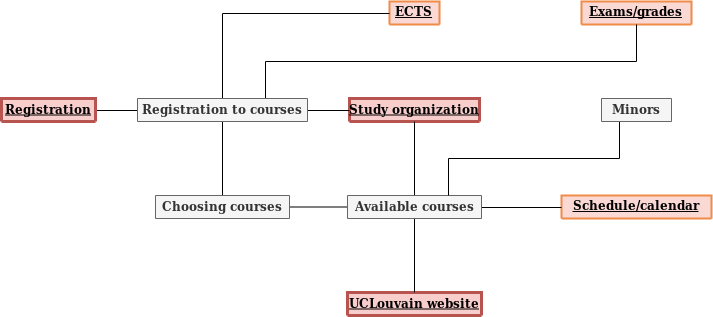 ECTS
Exams/grades
Registration
Registration to courses
Study organization
Minors
Choosing courses
Available courses
Schedule/calendar
UCLouvain website